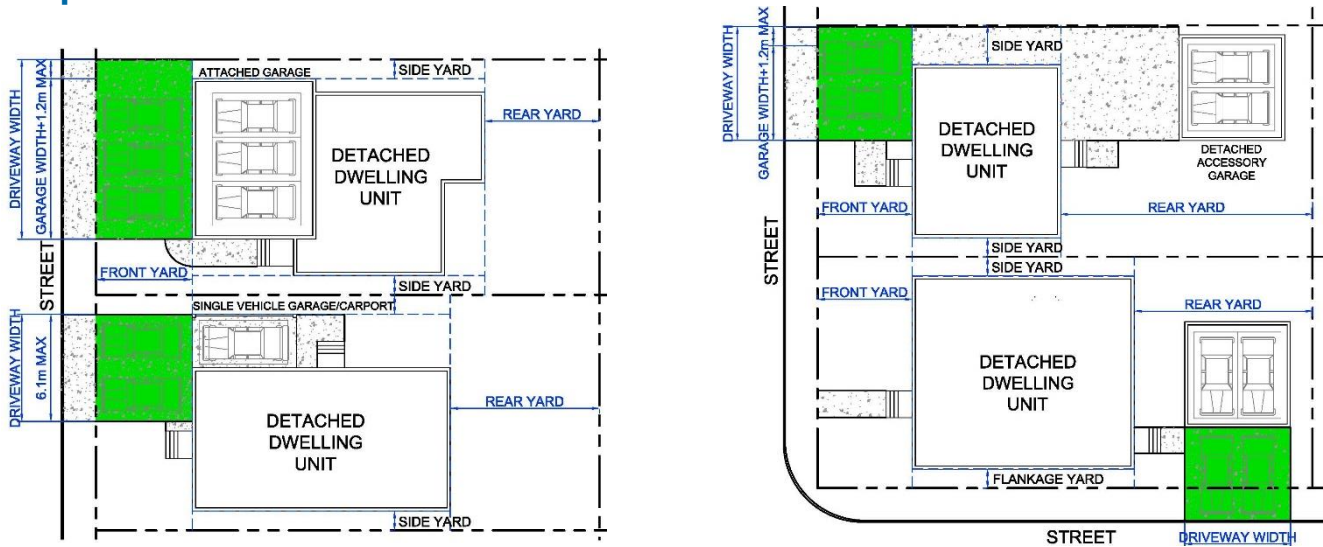 DRIVEWAY WIDTH
GARAGE WIDTH+1.2m MAX
ATTACHED GARAGE
SIDE YARD
REAR YARD
DETACHED
DWELLING
UNIT
STREET
FRONT YARD
SIDE YARD
SINGLE VEHICLE GARAGE/CARPORT
DRIVEWAY WIDTH
6.1m MAX
REAR YARD
DETACHED
DWELLING
UNIT
SIDE YARD
DRIVEWAY WIDTH
GARAGE WIDTH+1.2m MAX
SIDE YARD
DETACHED
DWELLING
UNIT
DETACHED
ACCESSORY
GARAGE
FRONT YARD
REAR YARD
STREET
SIDE YARD
SIDE YARD
FRONT YARD
REAR YARD
DETACHED
DWELLING
UNIT
FLANKAGE YARD
STREET
DRIVEWAY WIDTH